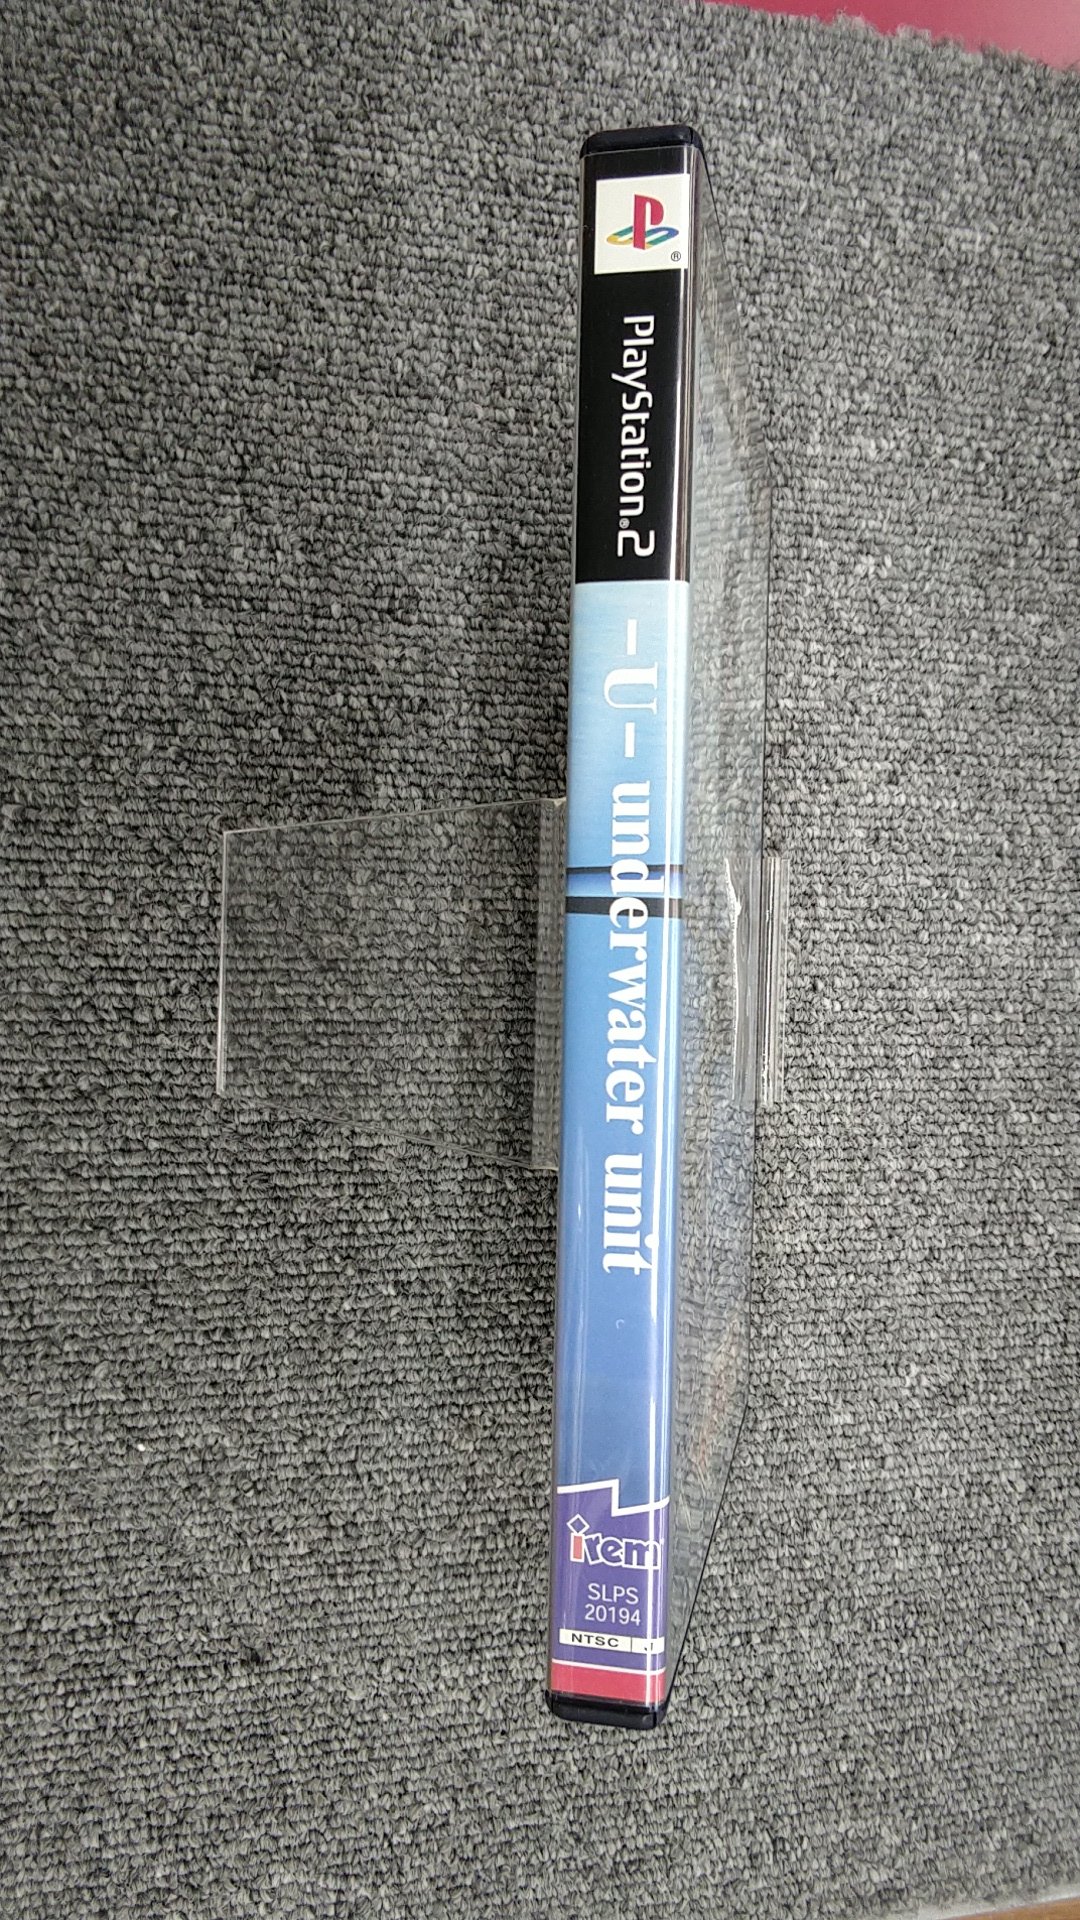 PlayStation®2
-U- underwater unit
irem
SLPS
20194
NTSC J